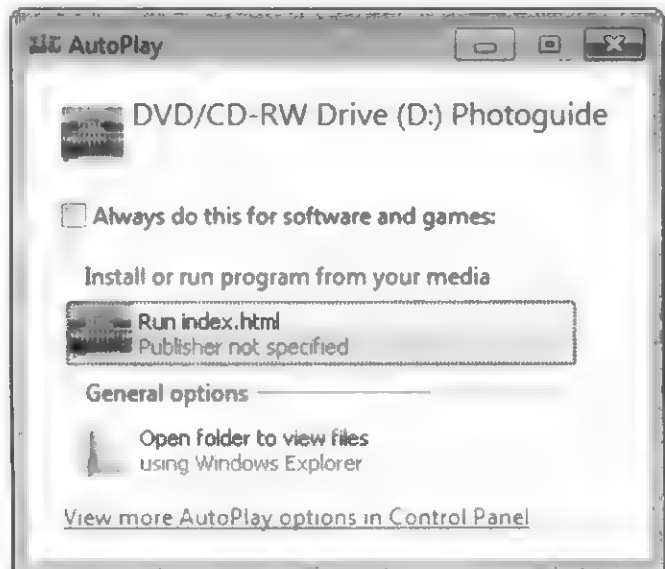 AutoPlay
DVD/CD-RW Drive (D:) Photoguide
Always do this for software and games:
Install or run program from your media
Run index.html
Publisher not specified
General options
Open folder to view files
using Windows Explorer
View more AutoPlay options in Control Panel